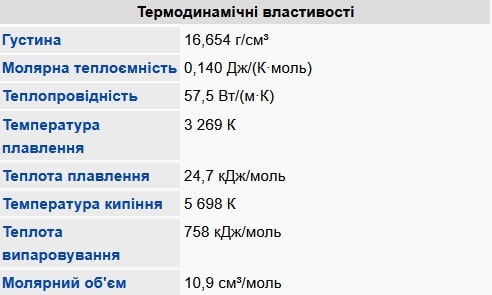 Термодинамічні властивості
Густина 16,654 г/см³
Молярна теплоємність 0,140 Дж/(К·моль)
Теплопровідність 57,5 Вт/(м·К)
Температура 3 269 К
плавлення
Теплота плавлення 24,7 кДж/моль
Температура кипіння 5 698 К
Теплота 758 кДж/моль
випаровування
Молярний об'єм 10,9 см³/моль